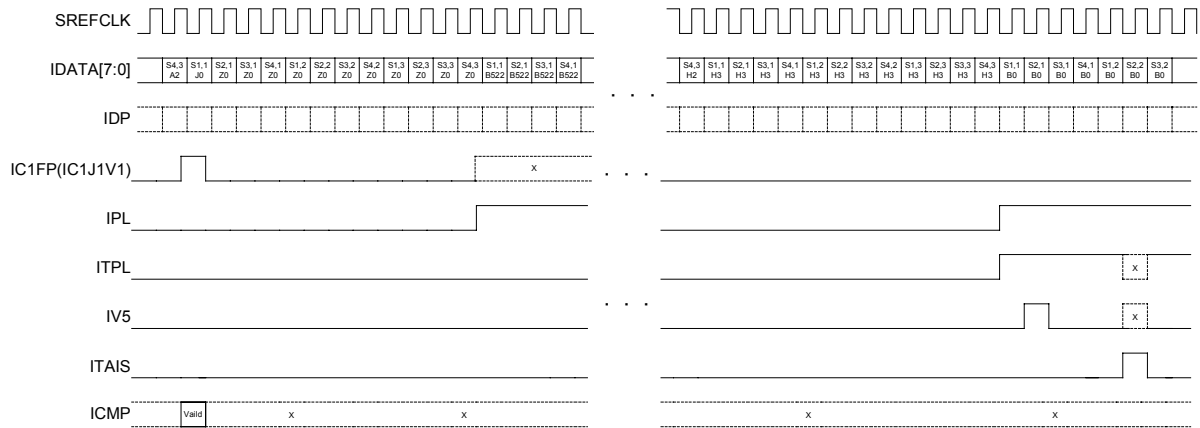 SREFCLK
IDATA[7:0]
S4,3 S1,1 S2,1 S3,1 S4,1 S1,2 S2,2 S3,2 S4,2 S1,3 S2,3 S3,3 S4,3 S1,1 S2,1 S3,1 S4,1
A2 J0 Z0 Z0 Z0 Z0 Z0 Z0 Z0 Z0 Z0 Z0 Z0 B522 B522 B522 B522
S4,3 S1,1 S2,1 S3,1 S4,1 S1,2 S2,2 S3,2 S4,2 S1,3 S2,3 S3,3 S4,3 S1,1 S2,1 S3,1 S4,1 S1,2 S2,2 S3,2
H2 H3 H3 H3 H3 H3 H3 H3 H3 H3 H3 H3 H3 B0 B0 B0 B0 B0 B0 B0
. . .
IDP
IC1FP(IC1J1V1)
X
. . .
IPL
ITPL
X
. . .
IV5
X
ITAIS
ICMP
Vaild
X
X
X
X